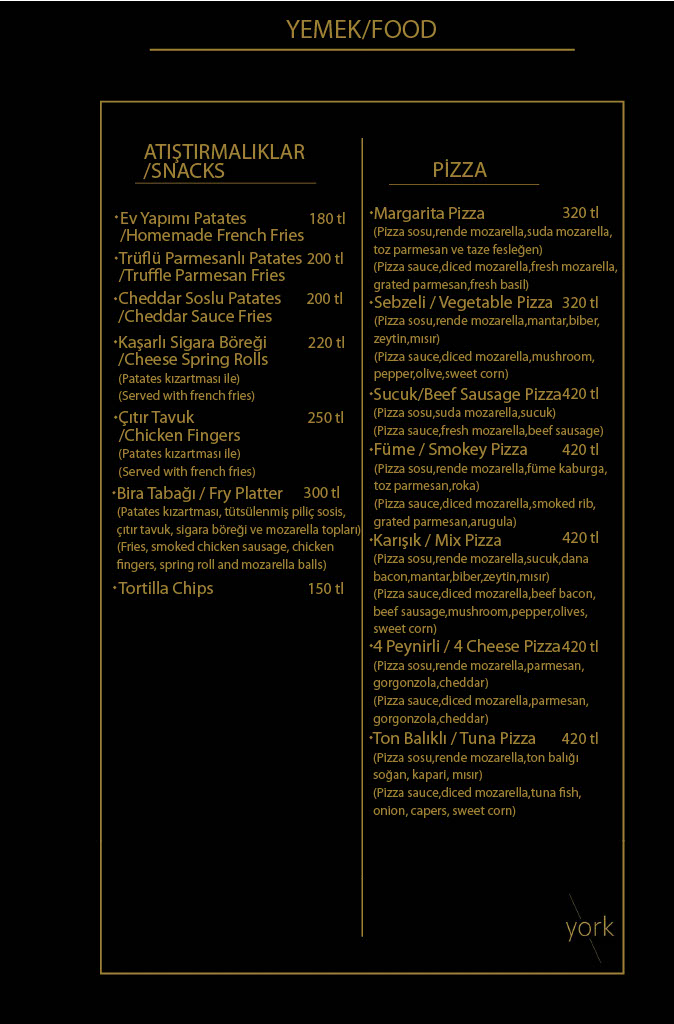 YEMEK/FOOD
ATIŞTIRMALIKLAR
/SNACKS
Ev Yapımı Patates 180 tl
/Homemade French Fries
Trüflü Parmesanlı Patates 200 tl
/Truffle Parmesan Fries
Cheddar Soslu Patates 200 tl
/Cheddar Sauce Fries
Kaşarlı Sigara Böreği 220 tl
/Cheese Spring Rolls
(Patates kızartması ile)
(Served with french fries)
Çıtır Tavuk 250 tl
/Chicken Fingers
(Patates kızartması ile)
(Served with french fries)
Bira Tabağı / Fry Platter 300 tl
(Patates kızartması, tütsülenmiş piliç sosis,
çıtır tavuk, sigara böreği ve mozarella topları)
(Fries, smoked chicken sausage, chicken
fingers, spring roll and mozarella balls)
Tortilla Chips 150 tl
PİZZA
Margarita Pizza 320 tl
(Pizza sosu,rende mozarella,suda mozarella,
toz parmesan ve taze fesleğen)
(Pizza sauce,diced mozarella,fresh mozarella,
grated parmesan,fresh basil)
Sebzeli / Vegetable Pizza 320 tl
(Pizza sosu,rende mozarella,mantar,biber,
zeytin,mısır)
(Pizza sauce,diced mozarella,mushroom,
pepper,olive,sweet corn)
Sucuk/Beef Sausage Pizza 420 tl
(Pizza sosu,suda mozarella,sucuk)
(Pizza sauce,fresh mozarella,beef sausage)
Füme / Smokey Pizza 420 tl
(Pizza sosu,rende mozarella,füme kaburga,
toz parmesan,roka)
(Pizza sauce,diced mozarella,smoked rib,
grated parmesan,arugula)
Karışık / Mix Pizza 420 tl
(Pizza sosu,rende mozarella,sucuk,dana
bacon,mantar,biber,zeytin,mısır)
(Pizza sauce,diced mozarella,beef bacon,
beef sausage,mushroom,pepper,olives,
sweet corn)
4 Peynirli / 4 Cheese Pizza 420 tl
(Pizza sosu,rende mozarella,parmesan,
gorgonzola,cheddar)
(Pizza sauce,diced mozarella,parmesan,
gorgonzola,cheddar)
Ton Balıklı / Tuna Pizza 420 tl
(Pizza sosu,rende mozarella,ton balığı
soğan, kapari, mısır)
(Pizza sauce,diced mozarella,tuna fish,
onion, capers, sweet corn)
york